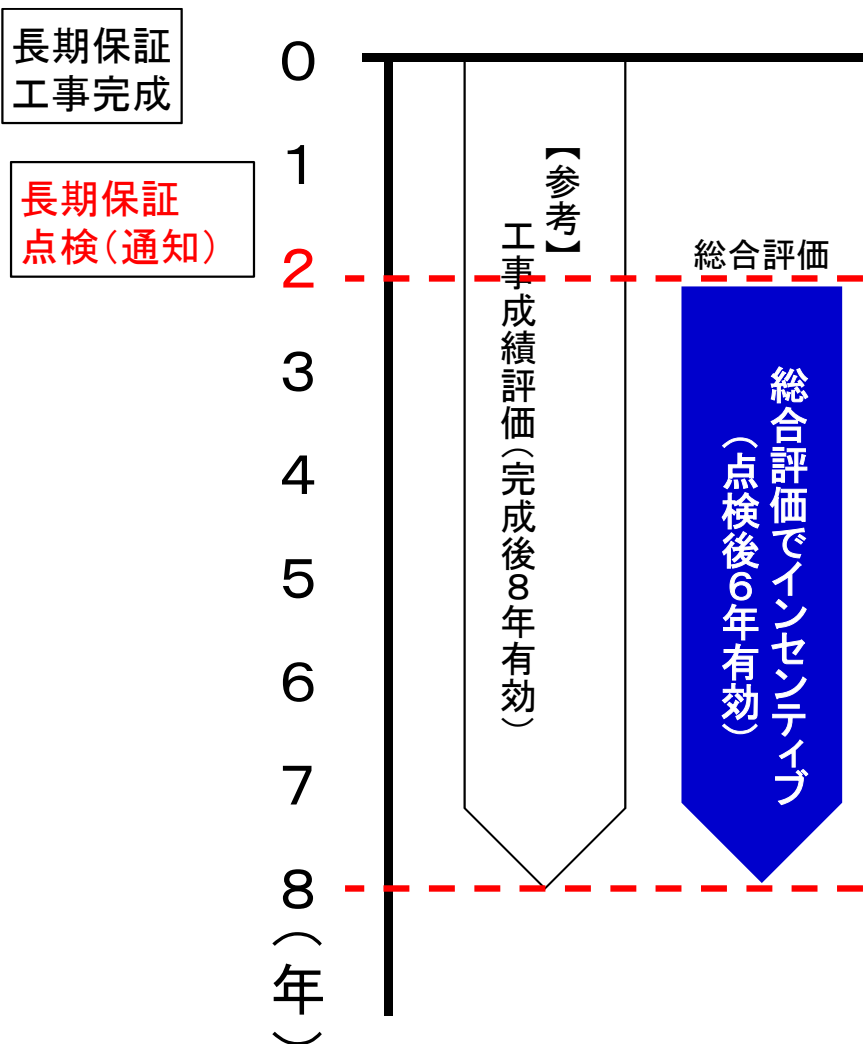 長期保証
工事完成
長期保証
点検（通知）
０
１
２
３
４
５
６
７
８
（年）
【参考】
工事成績評価（完成後８年有効）
総合評価
総合評価でインセンティブ
（点検後６年有効）